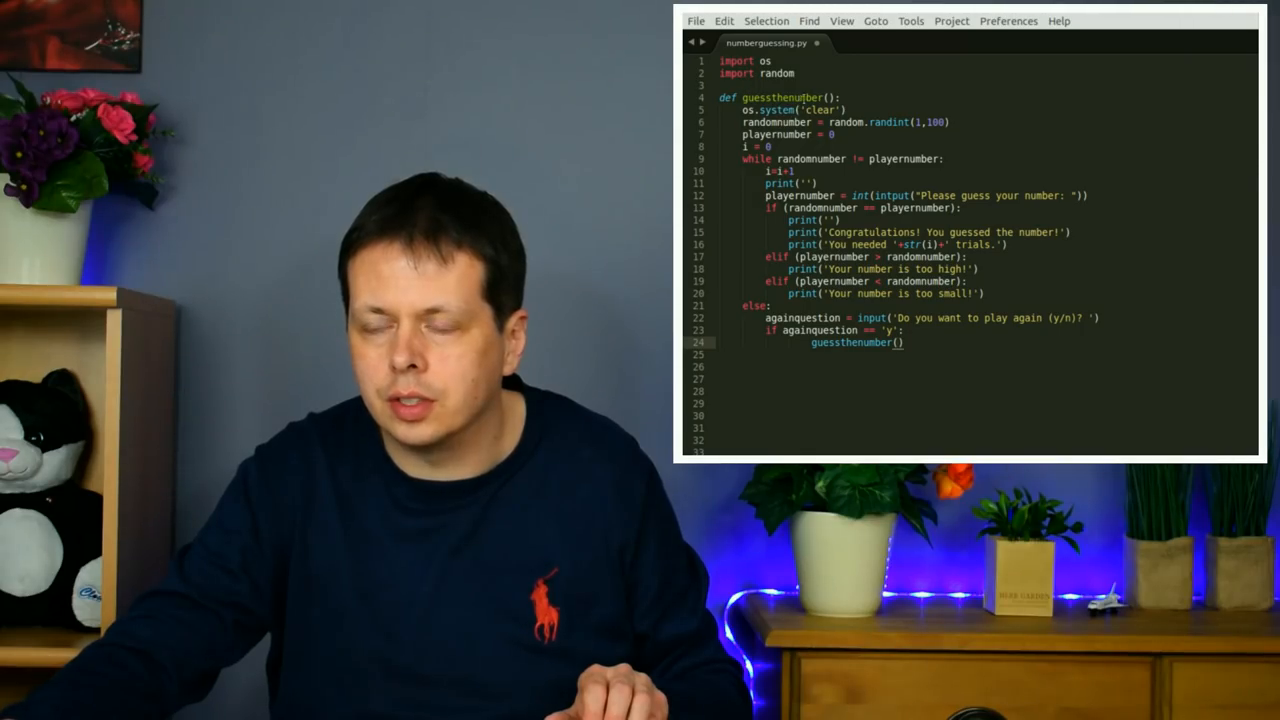 File Edit Selection Find View Goto Tools Project Preferences Help
numberguessing.py
1 import os
2 import random
3
4 def guessthenumber():
5 os.system('clear')
6 randomnumber = random.randint(1,100)
7 playernumber = 0
8 i = 0
9 while randomnumber != playernumber:
10 i=i+1
11 print('')
12 playernumber = int(intput("Please guess your number: "))
13 if (randomnumber == playernumber):
14 print('')
15 print('Congratulations! You guessed the number!')
16 print('You needed '+str(i)+' trials.')
17 elif (playernumber > randomnumber):
18 print('Your number is too high!')
19 elif (playernumber < randomnumber):
20 print('Your number is too small!')
21 else:
22 againquestion = input('Do you want to play again (y/n)? ')
23 if againquestion == 'y':
24 guessthenumber()
25
26
27
28
29
30
31
32
33
HERB GARDEN